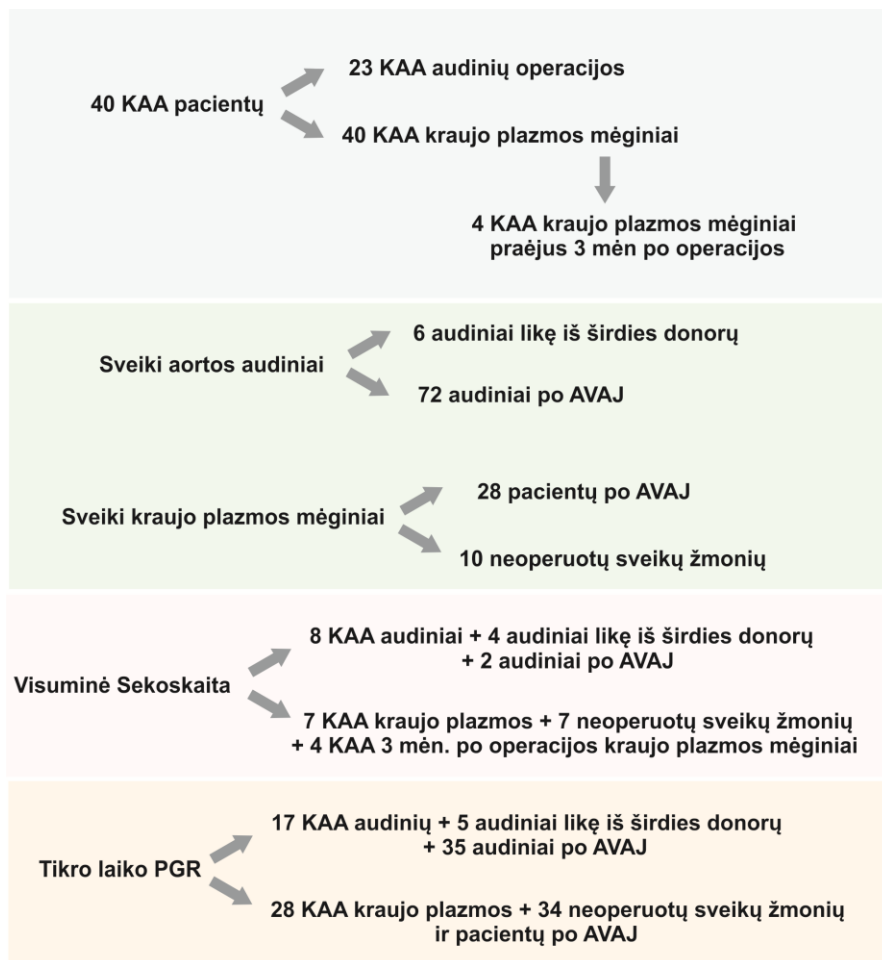 40 KAA pacientų
23 KAA audinių operacijos
40 KAA kraujo plazmos mėginiai
4 KAA kraujo plazmos mėginiai
praėjus 3 mėn po operacijos
Sveiki aortos audiniai
6 audiniai likę iš širdies donorų
72 audiniai po AVAJ
Sveiki kraujo plazmos mėginiai
28 pacientų po AVAJ
10 neoperuotų sveikų žmonių
Visuminė Sekoskaita
8 KAA audiniai + 4 audiniai likę iš širdies donorų
+ 2 audiniai po AVAJ
7 KAA kraujo plazmos + 7 neoperuotų sveikų žmonių
+ 4 KAA 3 mėn. po operacijos kraujo plazmos mėginiai
Tikro laiko PGR
17 KAA audinių + 5 audiniai likę iš širdies donorų
+ 35 audiniai po AVAJ
28 KAA kraujo plazmos + 34 neoperuotų sveikų žmonių
ir pacientų po AVAJ